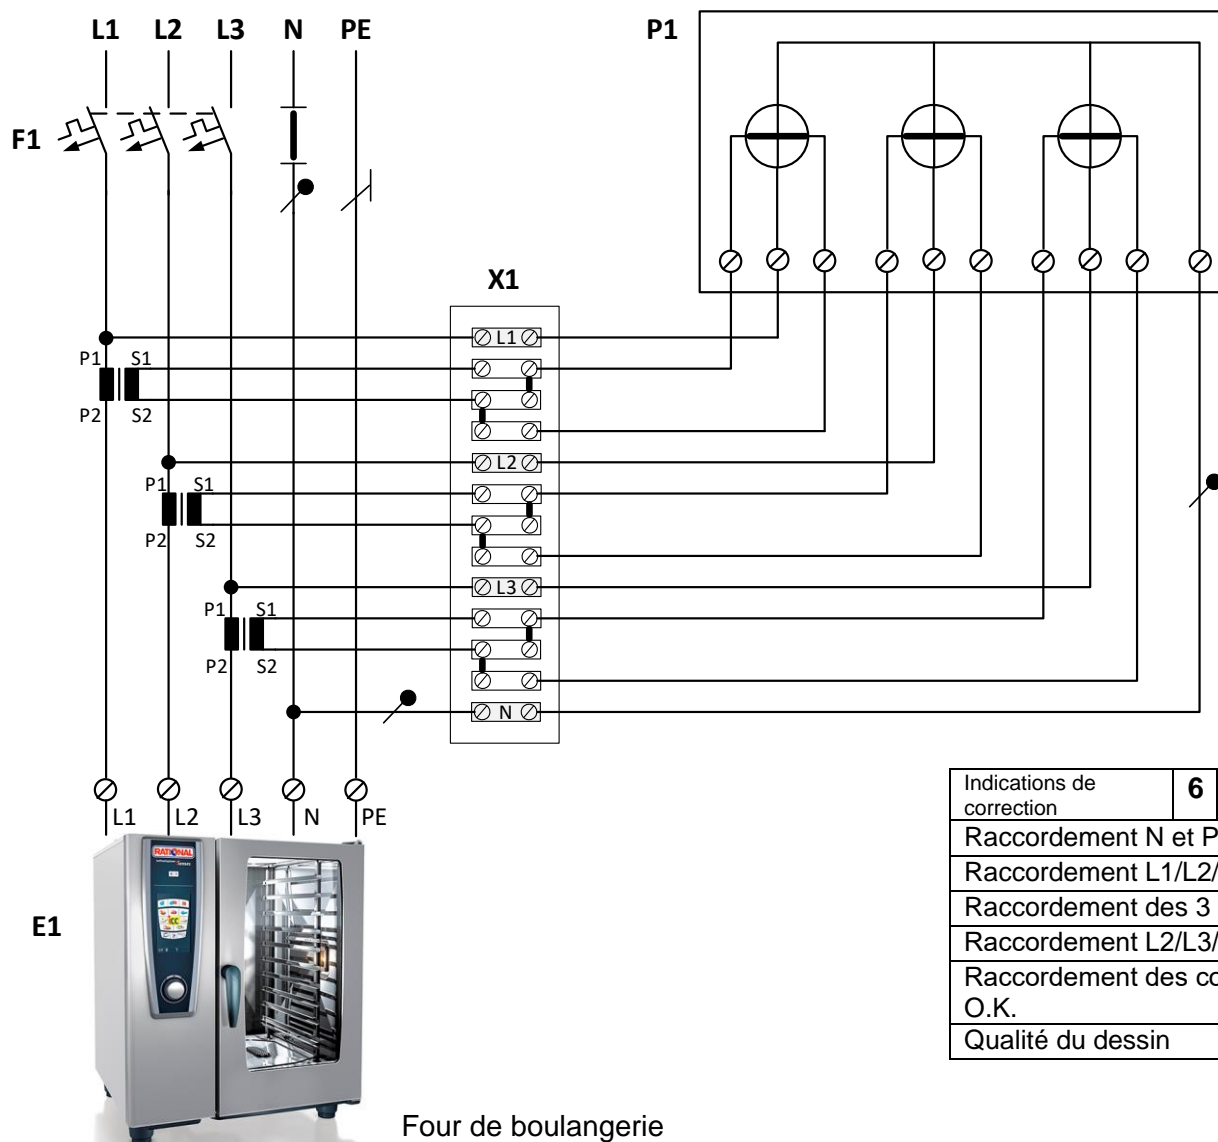 L1 L2 L3 N PE
P1
F1
X1
L1
P1 S1
P2 S2
L2
P1 S1
P2 S2
L3
P1 S1
P2 S2
N
L1 L2 L3 N PE
RATIONAL
E1
Four de boulangerie
Indications de
correction
6
Raccordement N et P
Raccordement L1/L2/
Raccordement des 3
Raccordement L2/L3/
Raccordement des co
O.K.
Qualité du dessin